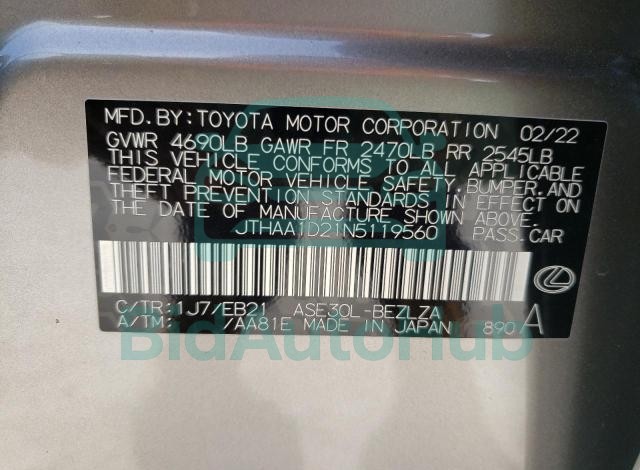 MFD.BY:TOYOTA MOTOR CORPORATION 02/22
GVWR 4690LB GAWR FR 2470LB RR 2545LB
THIS VEHICLE CONFORMS TO ALL APPLICABLE
FEDERAL MOTOR VEHICLE SAFETY,BUMPER,AND
THEFT PREVENTION STANDARDS IN EFFECT ON
THE DATE OF MANUFACTURE SHOWN ABOVE.
JTHAA1D21N5119560 PASS.CAR
C/TR:1J7/EB21 ASE30L-BEZLZA
A/TM: /AA81E MADE IN JAPAN 890 A
BidAutoHub